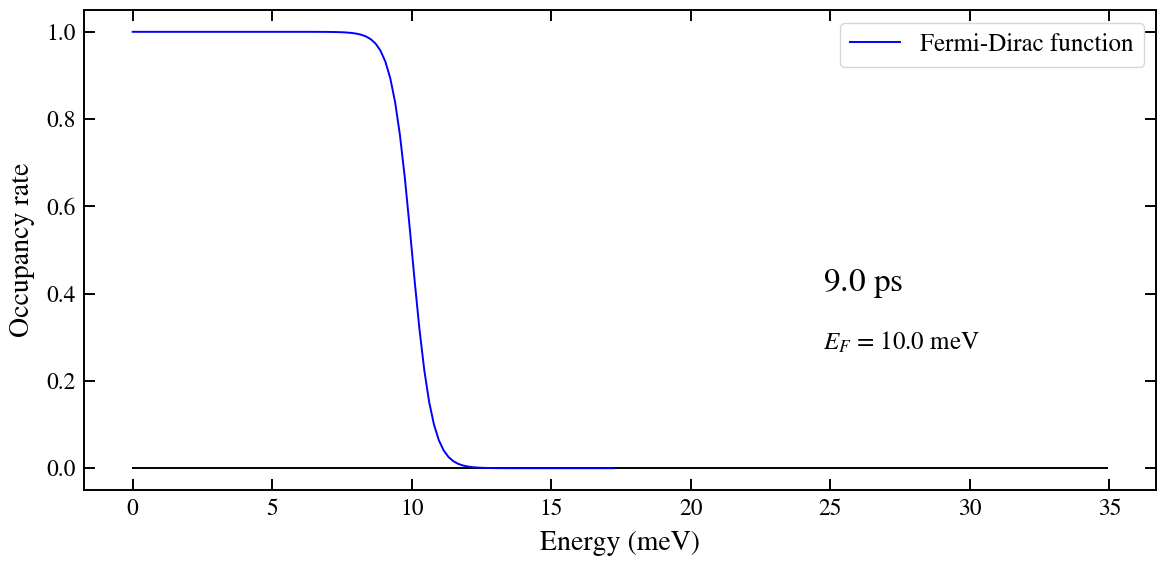 Fermi-Dirac function
Occupancy rate
1.0
0.8
0.6
0.4
0.2
0.0
9.0 ps
E_F = 10.0 meV
0 5 10 15 20 25 30 35
Energy (meV)